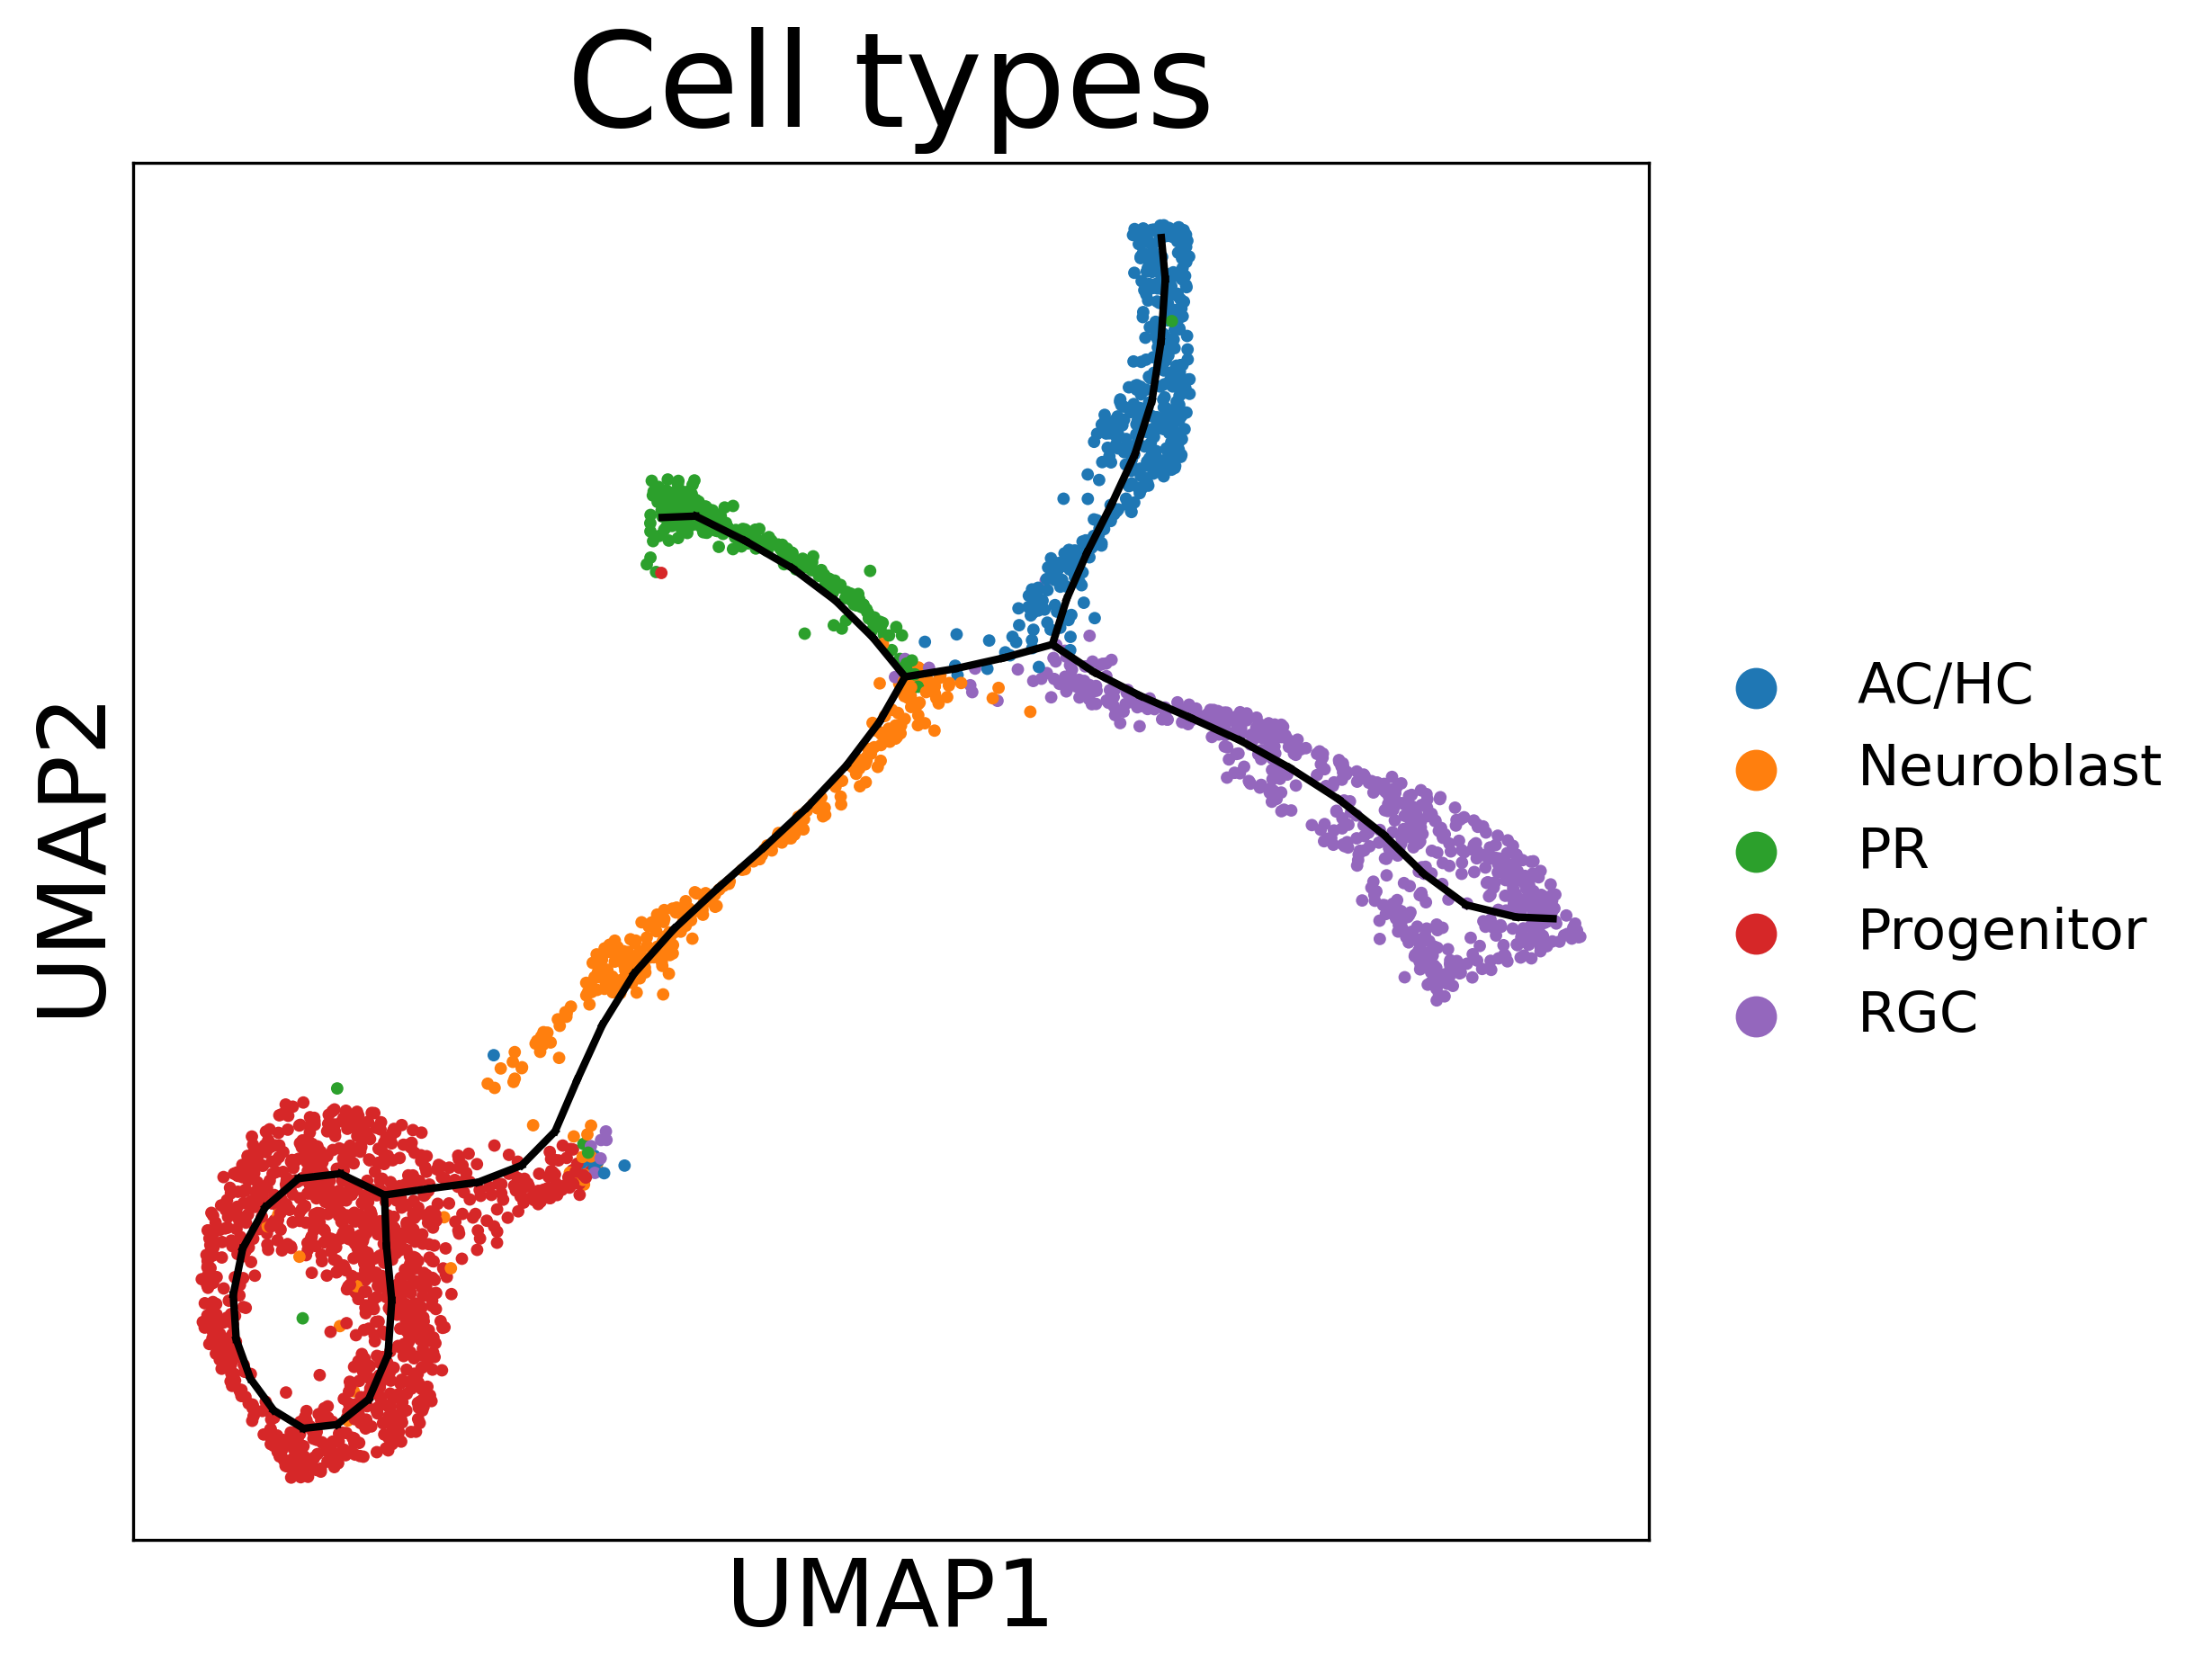 Cell types
UMAP2
AC/HC
Neuroblast
PR
Progenitor
RGC
UMAP1